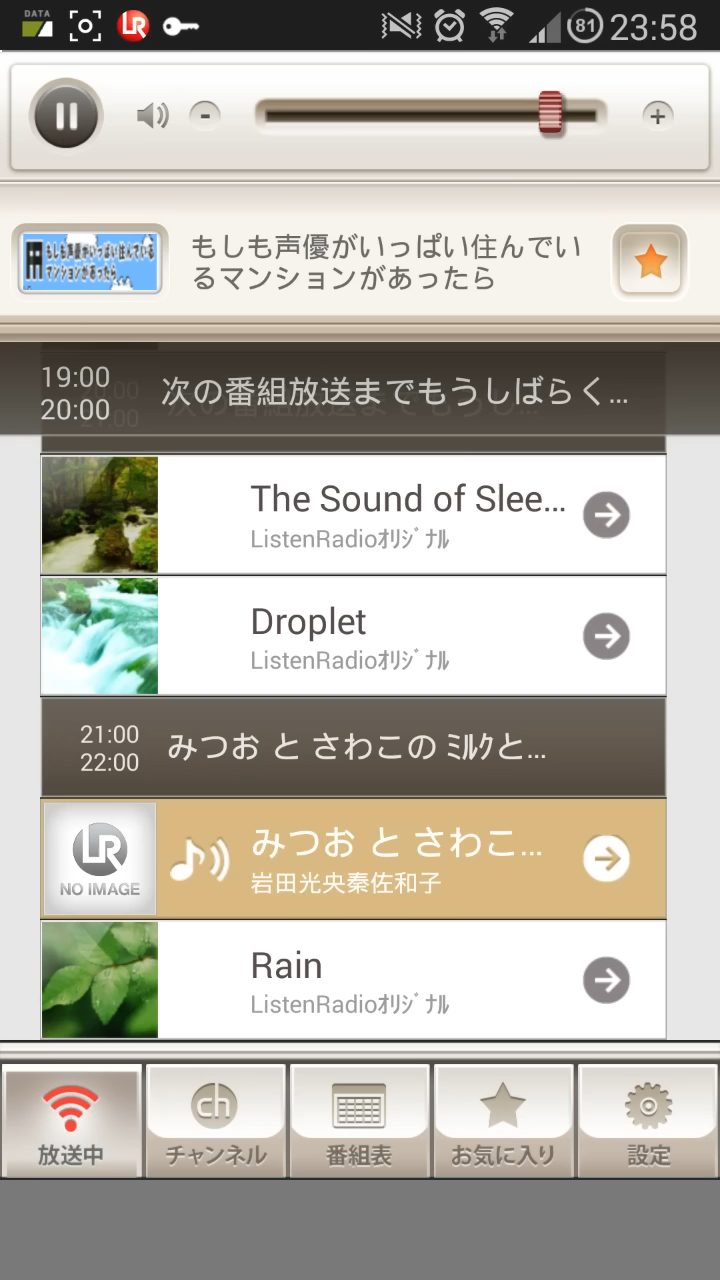 DATA
LR
81
23:58
-
+
もしも声優がいっぱい住んでいる
マンションがあったら
もしも声優がいっぱい住んでい
るマンションがあったら
19:00
20:00
次の番組放送までもうしばらく…
The Sound of Slee...
ListenRadioｵﾘｼﾞﾅﾙ
Droplet
ListenRadioｵﾘｼﾞﾅﾙ
21:00
22:00
みつお と さわこの ﾐﾙｸと...
みつお と さわこ...
岩田光央秦佐和子
LR
NO IMAGE
Rain
ListenRadioｵﾘｼﾞﾅﾙ
放送中
ch
チャンネル
番組表
お気に入り
設定